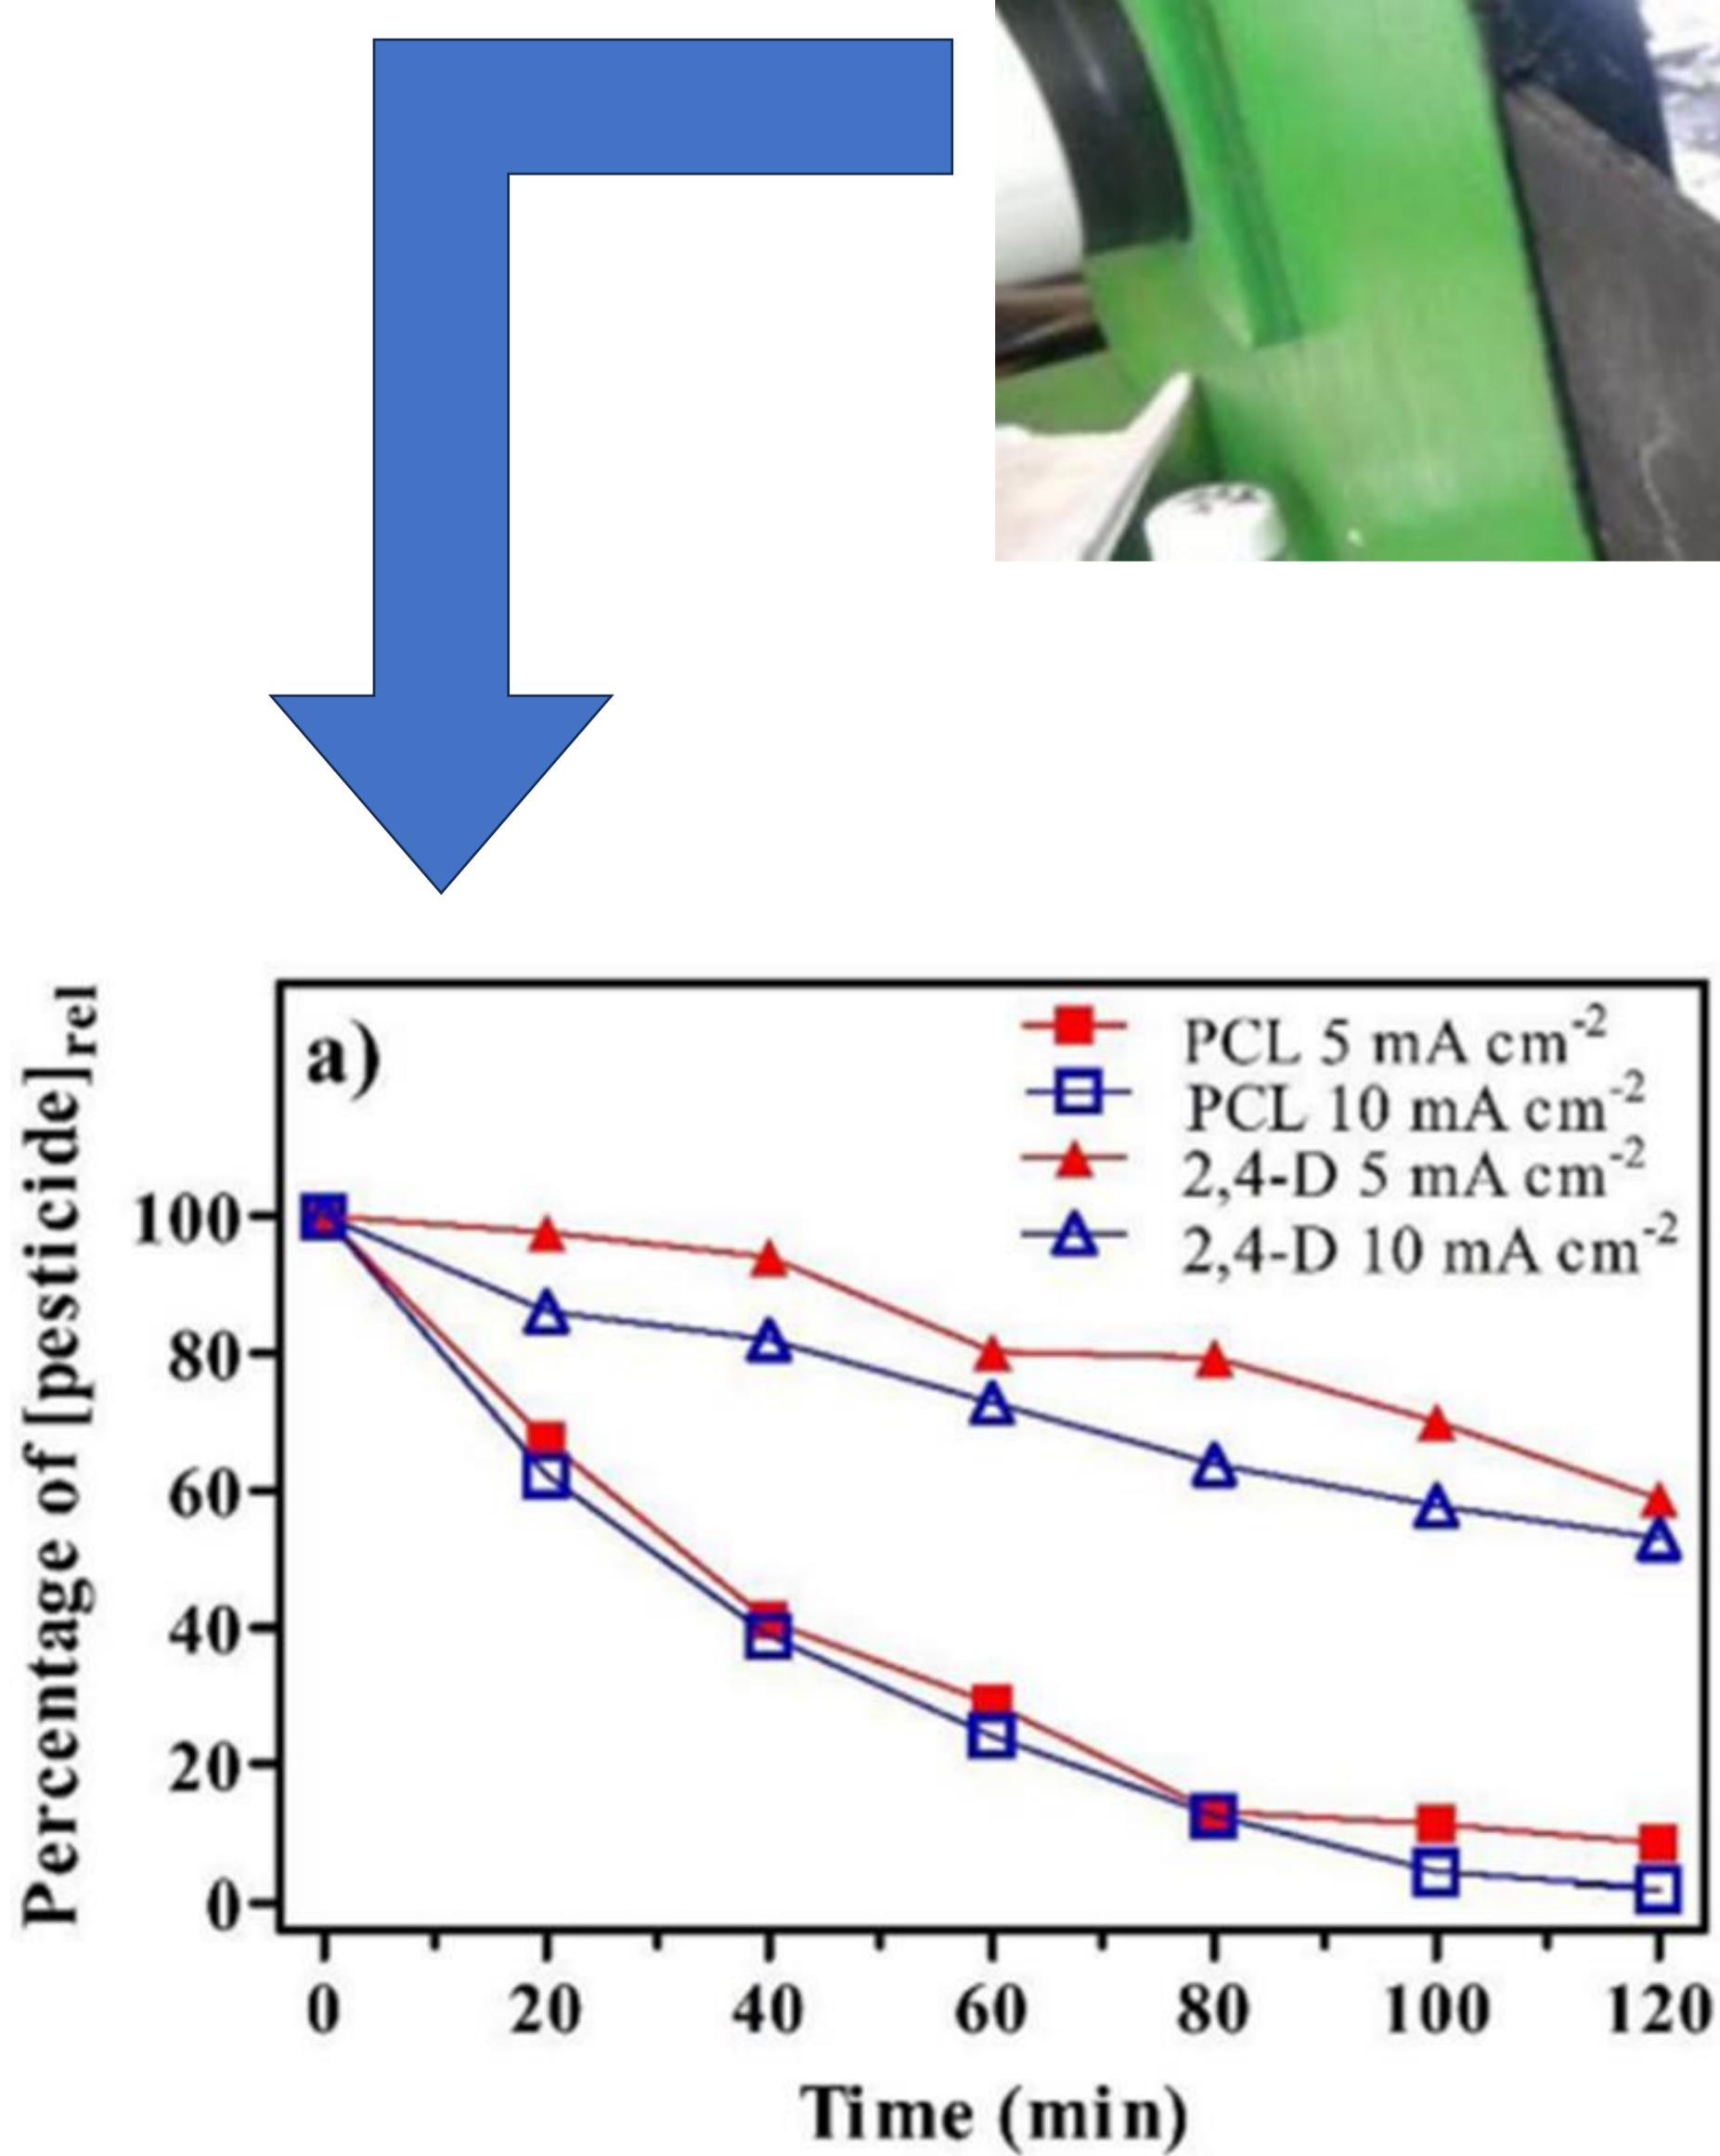 a)
PCL 5 mA cm⁻²
PCL 10 mA cm⁻²
2,4-D 5 mA cm⁻²
2,4-D 10 mA cm⁻²
Percentage of [pesticide]rel
100
80
60
40
20
0
0 20 40 60 80 100 120
Time (min)